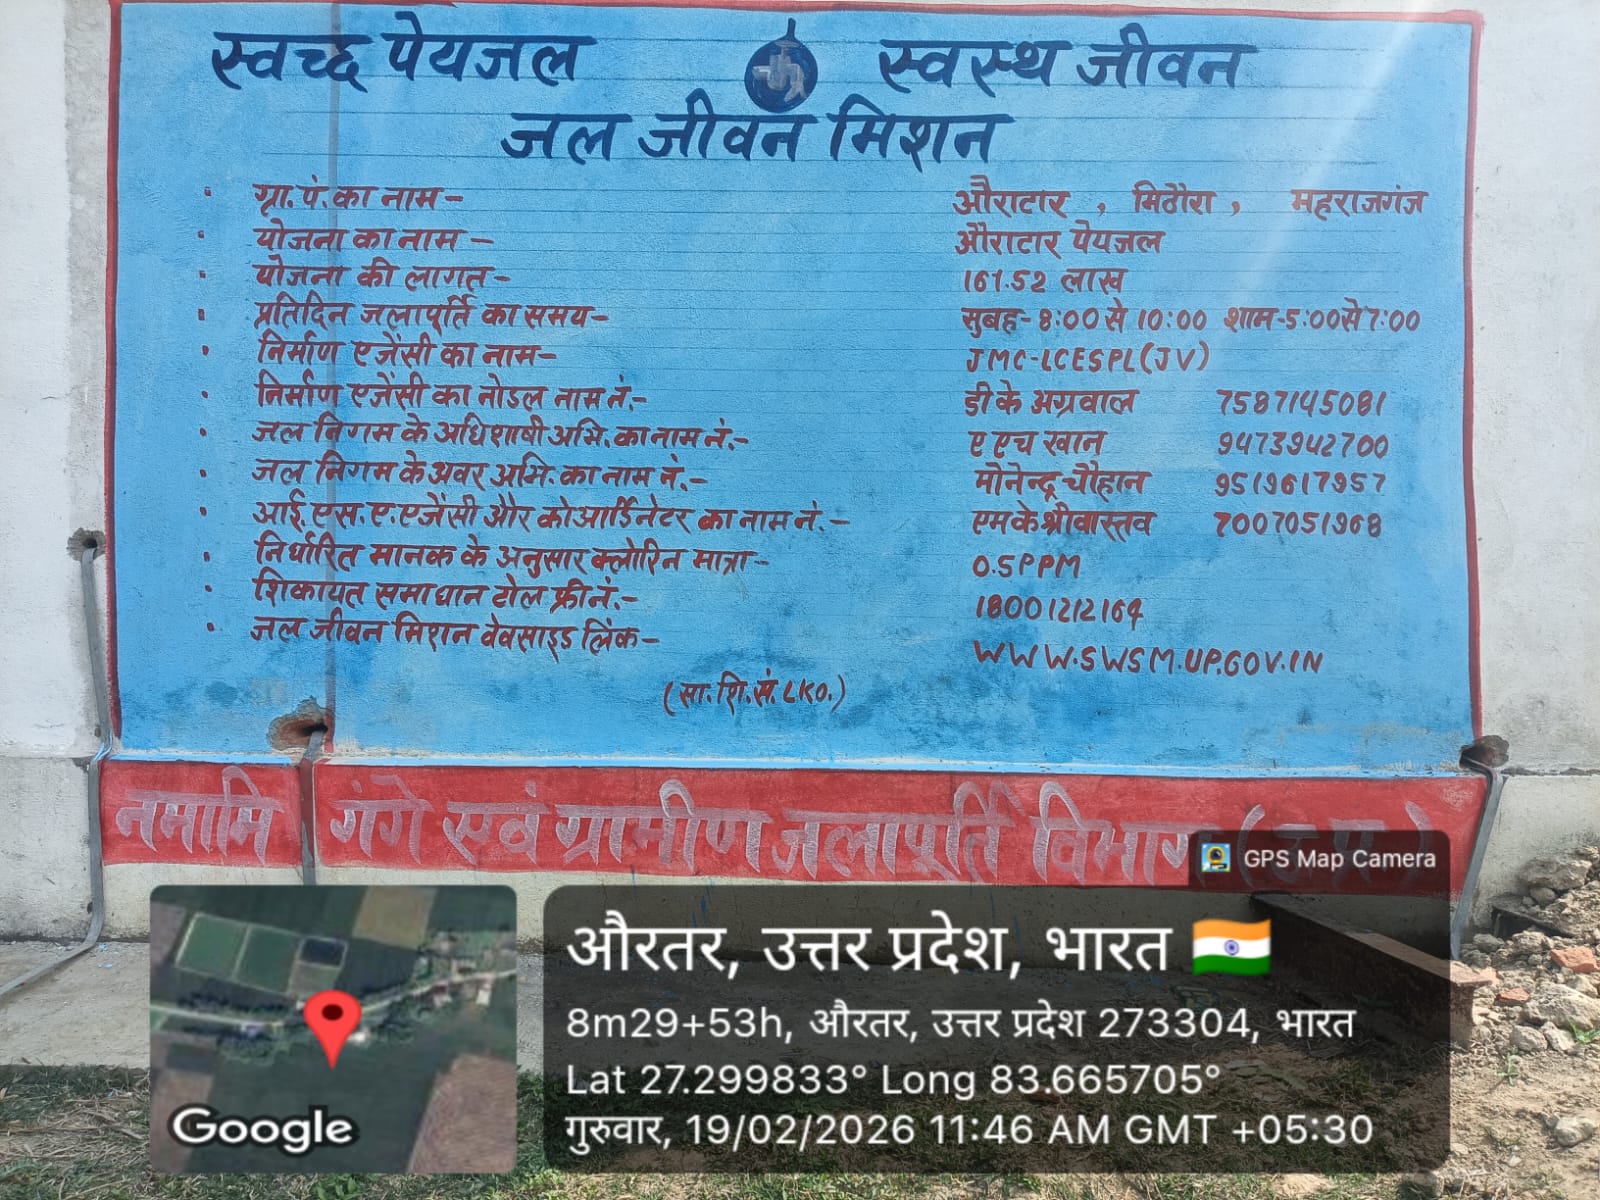 स्वच्छ पेयजल स्वस्थ जीवन
जल जीवन मिशन
ग्रा.पं.का नाम- औराटार , मिठौरा , महराजगंज
योजना का नाम - औराटार पेयजल
योजना की लागत- 161.52 लाख
प्रतिदिन जलापूर्ति का समय- सुबह- 8:00 से 10:00 शाम-5:00से 7:00
निर्माण एजेंसी का नाम- JMC-LCESPL(JV)
निर्माण एजेंसी का नोडल नाम नं.- डी के अग्रवाल 7587145081
जल निगम के अधिशाषी अभि. का नाम नं.- ए एच खान 9473942700
जल निगम के अवर अभि. का नाम नं.- मोनेन्द्र चौहान 9519617957
आई.एस.ए.एजेंसी और कोआर्डिनेटर का नाम नं.- एमके श्रीवास्तव 7007051968
निर्धारित मानक के अनुसार क्लोरिन मात्रा- 0.5PPM
शिकायत समाधान टोल फ्री नं.- 18001212164
जल जीवन मिशन वेवसाइड लिंक- WWW.SWSM.UP.GOV.IN
(सा.शि.सं. LKO.)
नमामि गंगे एवं ग्रामीण जलापूर्ति विभाग (उ.प्र.)
GPS Map Camera
औरतर, उत्तर प्रदेश, भारत
8m29+53h, औरतर, उत्तर प्रदेश 273304, भारत
Lat 27.299833° Long 83.665705°
गुरुवार, 19/02/2026 11:46 AM GMT +05:30
Google